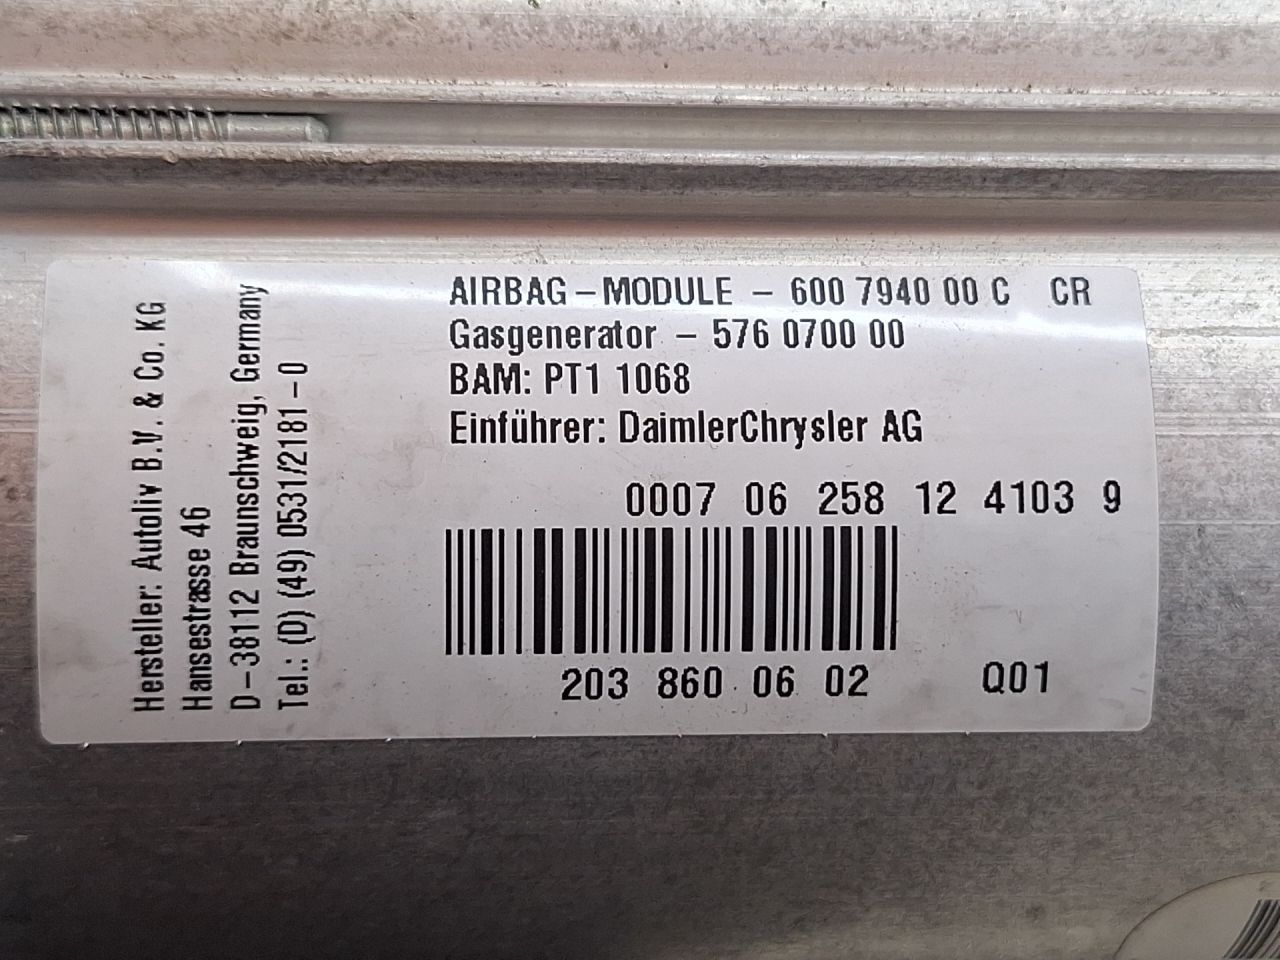 Hersteller: Autoliv B.V. & Co. KG
Hansestrasse 46
D-38112 Braunschweig, Germany
Tel.: (D) (49) 0531/2181-0
AIRBAG-MODULE - 600 7940 00 C CR
Gasgenerator - 576 0700 00
BAM: PT1 1068
Einführer: DaimlerChrysler AG
0007 06 258 12 4103 9
203 860 06 02 Q01